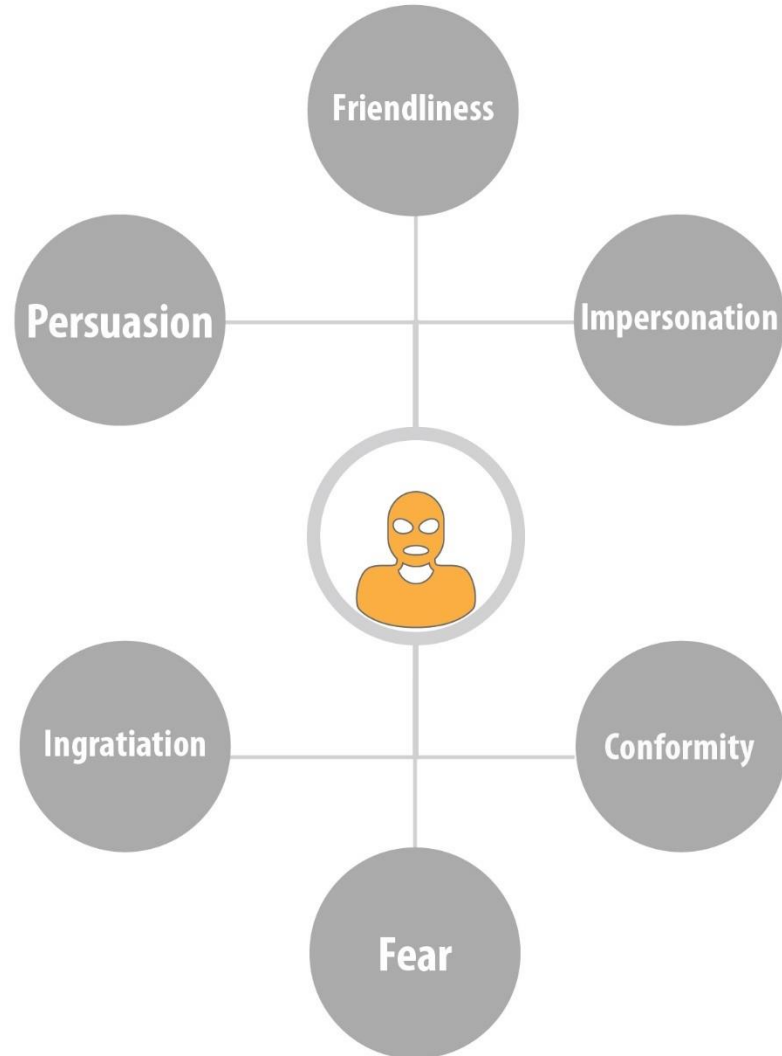 Friendliness
Persuasion
Impersonation
Ingratiation
Conformity
Fear